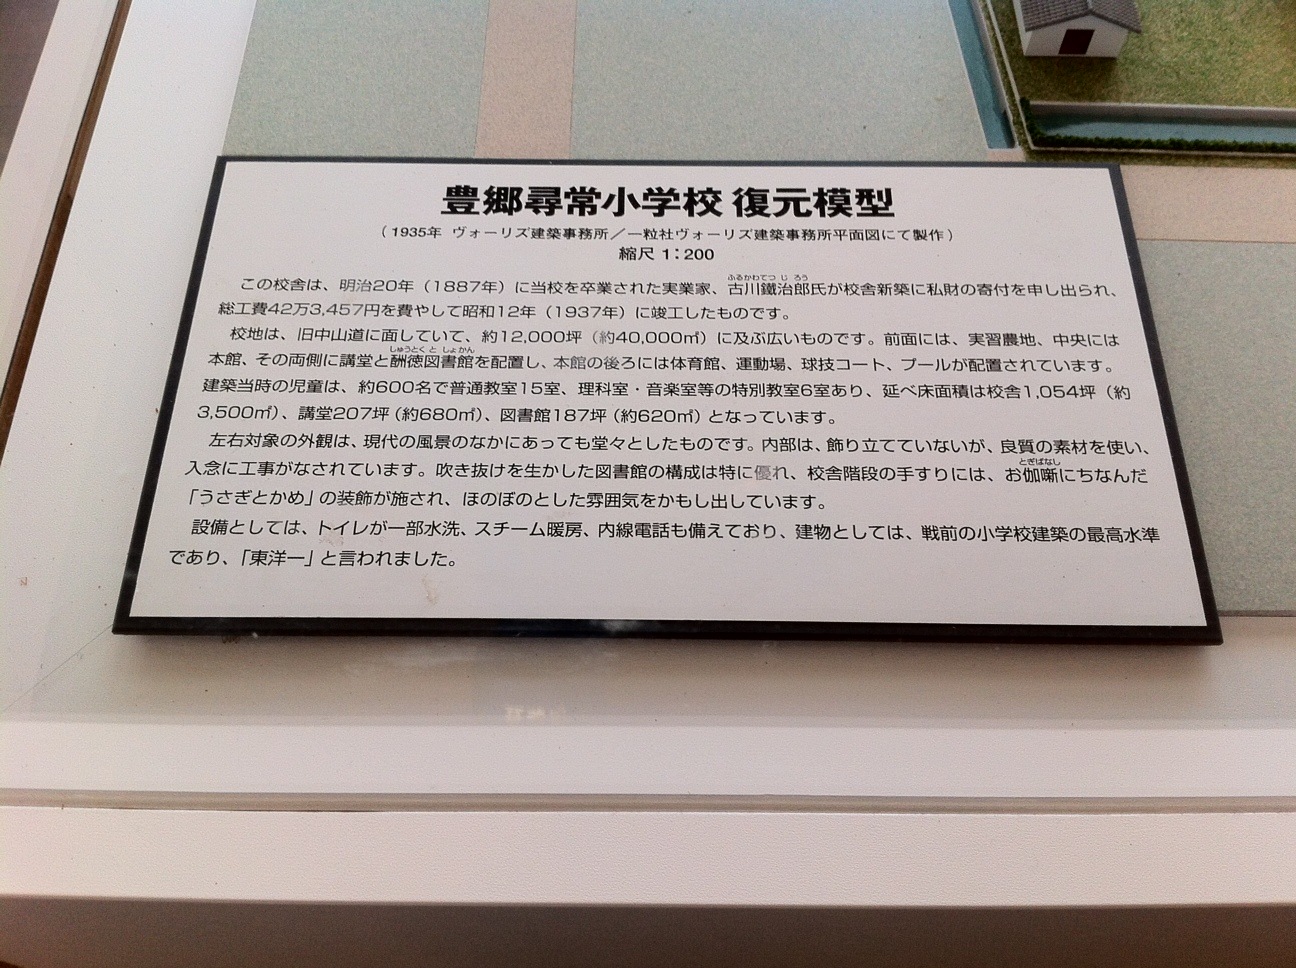 豊郷尋常小学校 復元模型
（1935年 ヴォーリズ建築事務所／一粒社ヴォーリズ建築事務所平面図にて製作）
縮尺 1：200
ふるかわてつ じ ろう
この校舎は、明治20年（1887年）に当校を卒業された実業家、古川鐵治郎氏が校舎新築に私財の寄付を申し出られ、
総工費42万3,457円を費やして昭和12年（1937年）に竣工したものです。
校地は、旧中山道に面していて、約12,000坪（約40,000㎡）に及ぶ広いものです。前面には、実習農地、中央には
しゅうとく と しょかん
本館、その両側に講堂と酬徳図書館を配置し、本館の後ろには体育館、運動場、球技コート、プールが配置されています。
建築当時の児童は、約600名で普通教室15室、理科室・音楽室等の特別教室6室あり、延べ床面積は校舎1,054坪（約
3,500㎡）、講堂207坪（約680㎡）、図書館187坪（約620㎡）となっています。
左右対象の外観は、現代の風景のなかにあっても堂々としたものです。内部は、飾り立てていないが、良質の素材を使い、
とぎばなし
入念に工事がなされています。吹き抜けを生かした図書館の構成は特に優れ、校舎階段の手すりには、お伽噺にちなんだ
「うさぎとかめ」の装飾が施され、ほのぼのとした雰囲気をかもし出しています。
設備としては、トイレが一部水洗、スチーム暖房、内線電話も備えており、建物としては、戦前の小学校建築の最高水準
であり、「東洋一」と言われました。